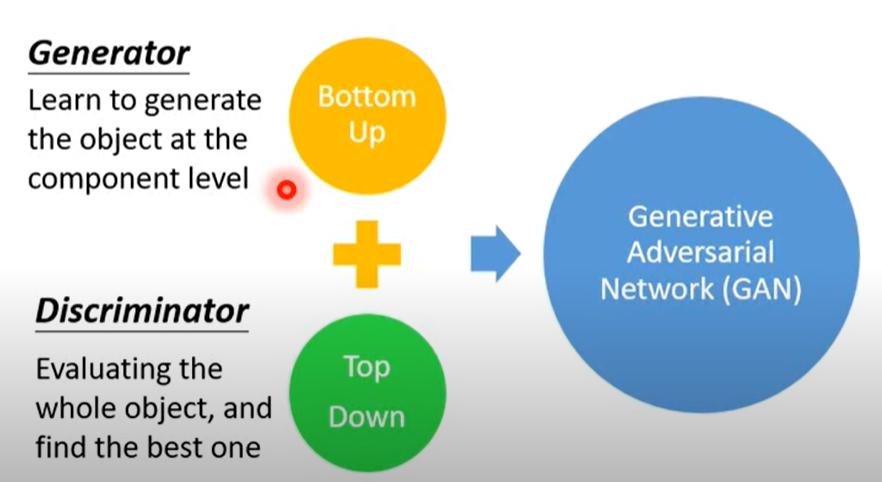 Generator
Learn to generate
the object at the
component level
Bottom
Up
Discriminator
Evaluating the
whole object, and
find the best one
Top
Down
Generative
Adversarial
Network (GAN)